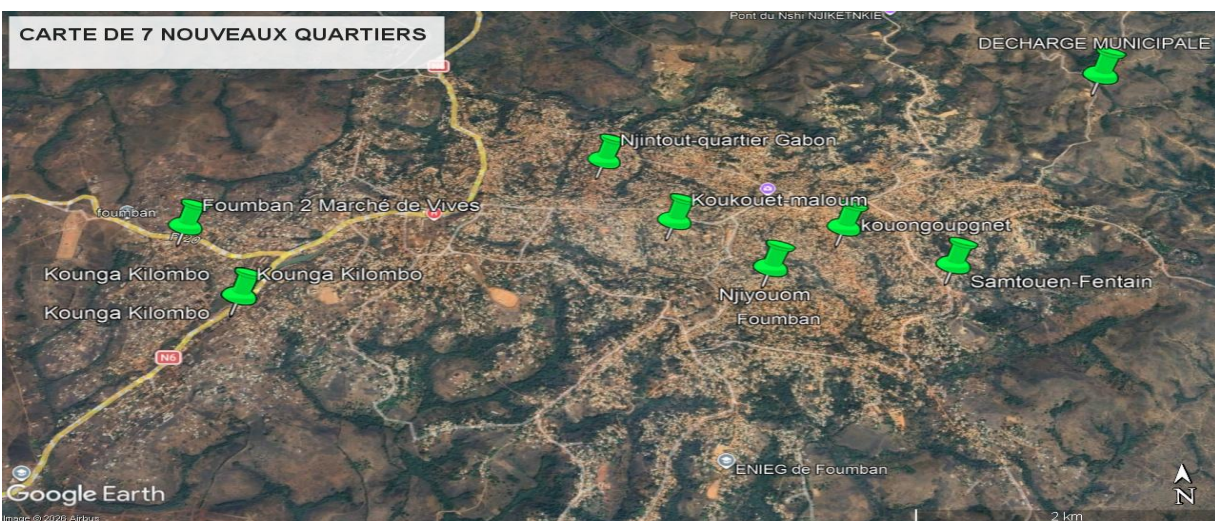 CARTE DE 7 NOUVEAUX QUARTIERS
Pont du Nshi NJIKETNKIE
DECHARGE MUNICIPALE
Njintout-quartier Gabon
Koukouet-maloum
foumban
Foumban 2 Marché de Vives
kouongoupgnet
Kounga Kilombo
Kounga Kilombo
Samtouen-Fentain
Njiyouom
Kounga Kilombo
Foumban
N6
ENIEG de Foumban
Google Earth
N
Image © 2026 Airbus
2 km